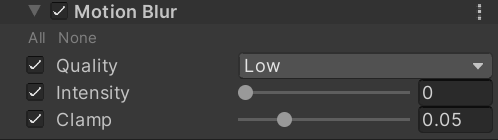 Motion Blur
All None
Quality Low
Intensity 0
Clamp 0.05